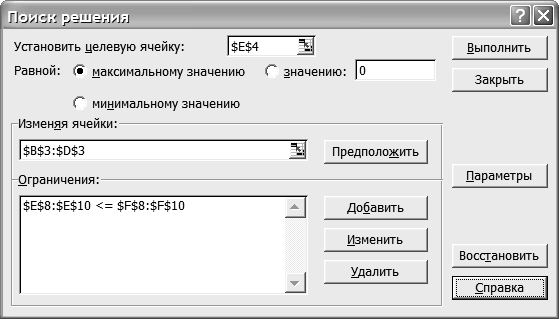 Поиск решения
Установить целевую ячейку: $E$4 Выполнить
Равной: максимальному значению значению: 0 Закрыть
минимальному значению
Изменяя ячейки:
$B$3:$D$3 Предположить
Ограничения: Параметры
$E$8:$E$10 <= $F$8:$F$10 Добавить
Изменить
Восстановить
Удалить
Справка